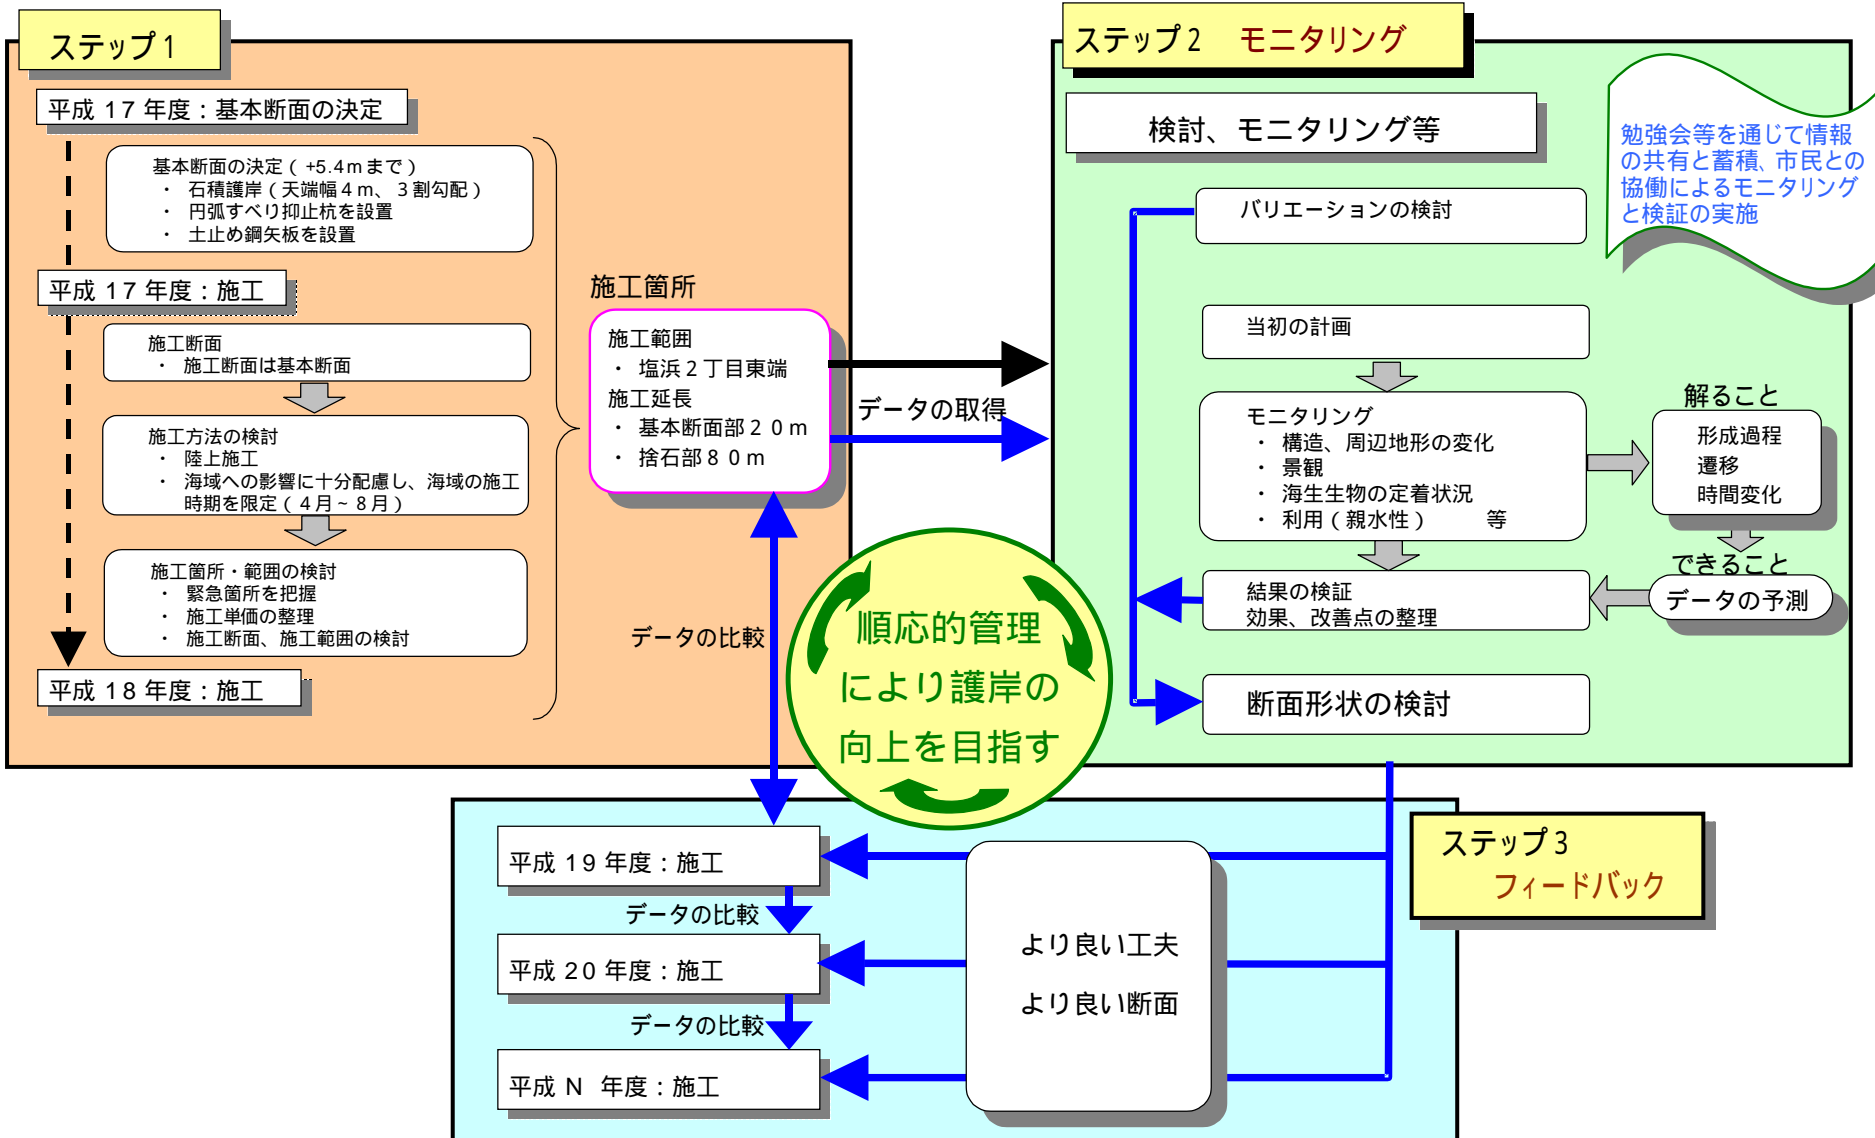 ステップ1
平成 17 年度：基本断面の決定
基本断面の決定（ +5.4mまで）
・ 石積護岸（天端幅４m、３割勾配）
・ 円弧すべり抑止杭を設置
・ 土止め鋼矢板を設置
平成 17 年度：施工
施工断面
・ 施工断面は基本断面
施工方法の検討
・ 陸上施工
・ 海域への影響に十分配慮し、海域の施工
時期を限定（４月~８月）
施工箇所・範囲の検討
・ 緊急箇所を把握
・ 施工単価の整理
・ 施工断面、施工範囲の検討
平成 18 年度：施工
施工箇所
施工範囲
・ 塩浜２丁目東端
施工延長
・ 基本断面部２０m
・ 捨石部８０m
データの取得
データの比較
順応的管理
により護岸の
向上を目指す
ステップ2 モニタリング
検討、モニタリング等
勉強会等を通じて情報
の共有と蓄積、市民との
協働によるモニタリング
と検証の実施
バリエーションの検討
当初の計画
モニタリング
・ 構造、周辺地形の変化
・ 景観
・ 海生生物の定着状況
・ 利用（親水性） 等
解ること
形成過程
遷移
時間変化
できること
データの予測
結果の検証
効果、改善点の整理
断面形状の検討
ステップ3
フィードバック
平成 19 年度：施工
データの比較
平成 20 年度：施工
データの比較
平成 N 年度：施工
より良い工夫
より良い断面